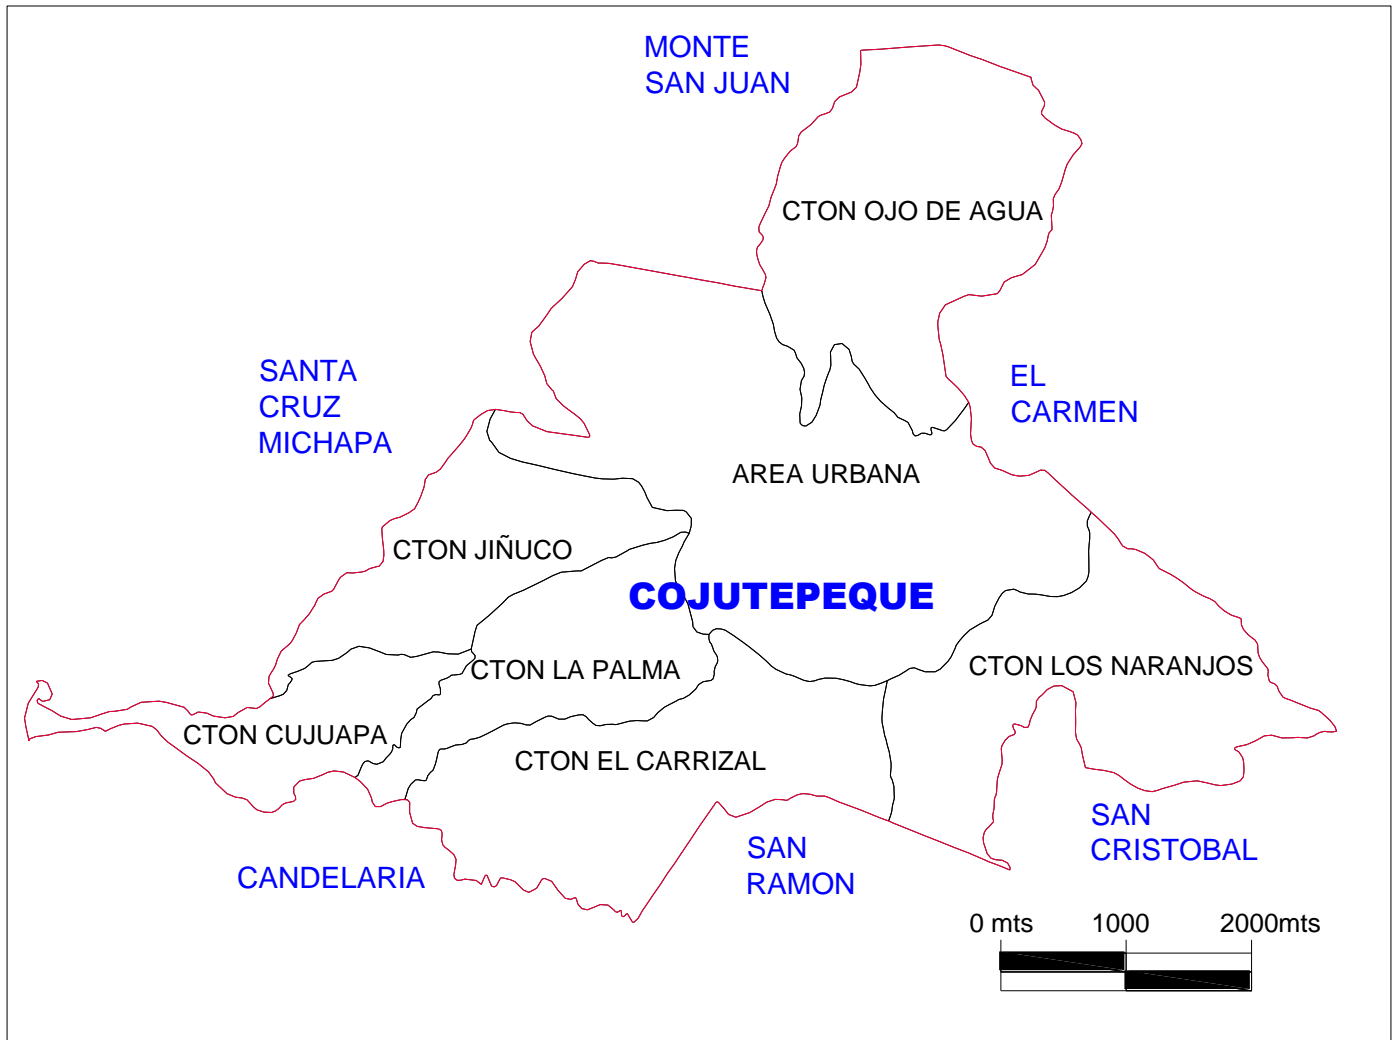 MONTE
SAN JUAN
CTON OJO DE AGUA
SANTA
CRUZ
MICHAPA
EL
CARMEN
AREA URBANA
CTON JIÑUCO
COJUTEPEQUE
CTON LA PALMA
CTON LOS NARANJOS
CTON CUJUAPA
CTON EL CARRIZAL
SAN
CRISTOBAL
SAN
RAMON
CANDELARIA
0 mts 1000 2000mts